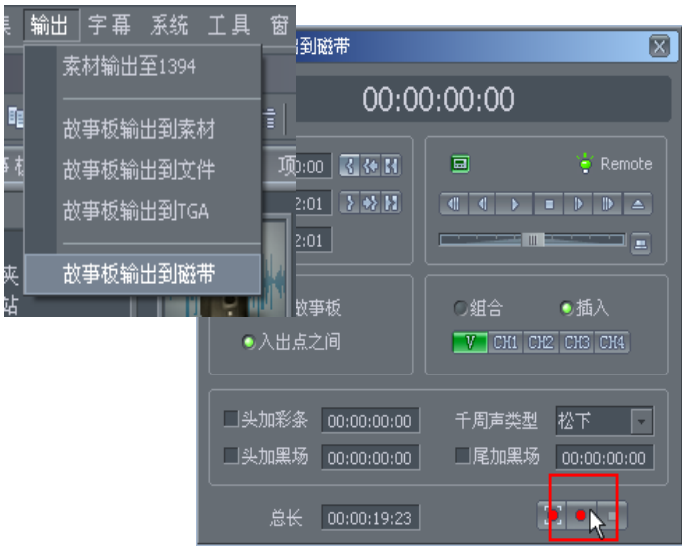 输出 字幕 系统 工具 窗
素材输出至1394
故事板输出到素材
故事板输出到文件
故事板输出到TGA
故事板输出到磁带
到磁带
00:00:00:00
Remote
故事板
入出点之间
组合 插入
V CH1 CH2 CH3 CH4
头加彩条 00:00:00:00 千周声类型 松下
头加黑场 00:00:00:00 尾加黑场 00:00:00:00
总长 00:00:19:23